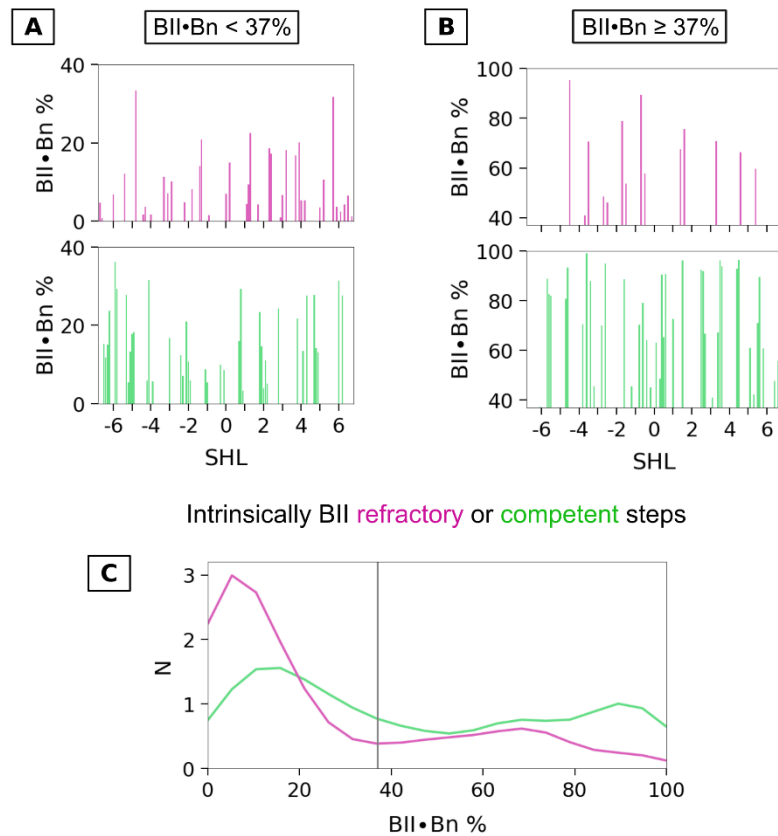 A
BII•Bn < 37%
B
BII•Bn ≥ 37%
BII•Bn %
40
20
0
BII•Bn %
40
20
0
-6 -4 -2 0 2 4 6
SHL
BII•Bn %
100
80
60
40
BII•Bn %
100
80
60
40
-6 -4 -2 0 2 4 6
SHL
Intrinsically BII refractory or competent steps
C
N
3
2
1
0
0 20 40 60 80 100
BII•Bn %